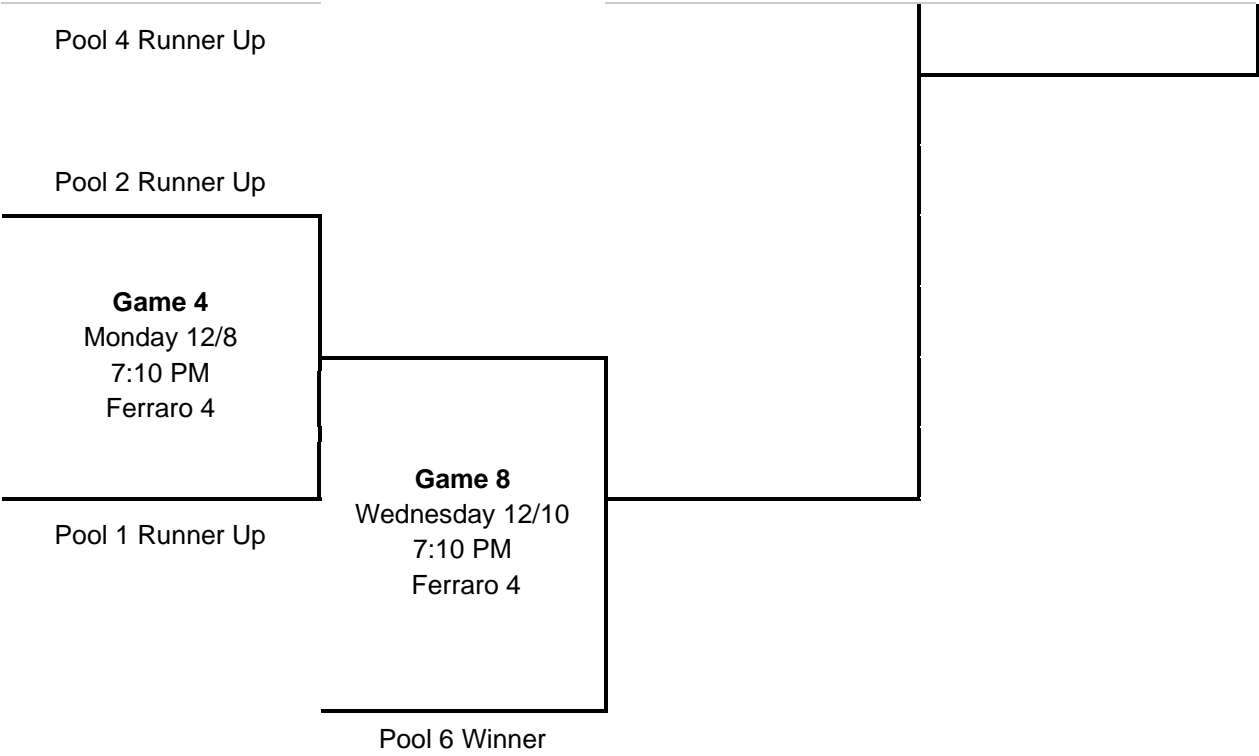 Pool 4 Runner Up
Pool 2 Runner Up
Game 4
Monday 12/8
7:10 PM
Ferraro 4
Pool 1 Runner Up
Game 8
Wednesday 12/10
7:10 PM
Ferraro 4
Pool 6 Winner